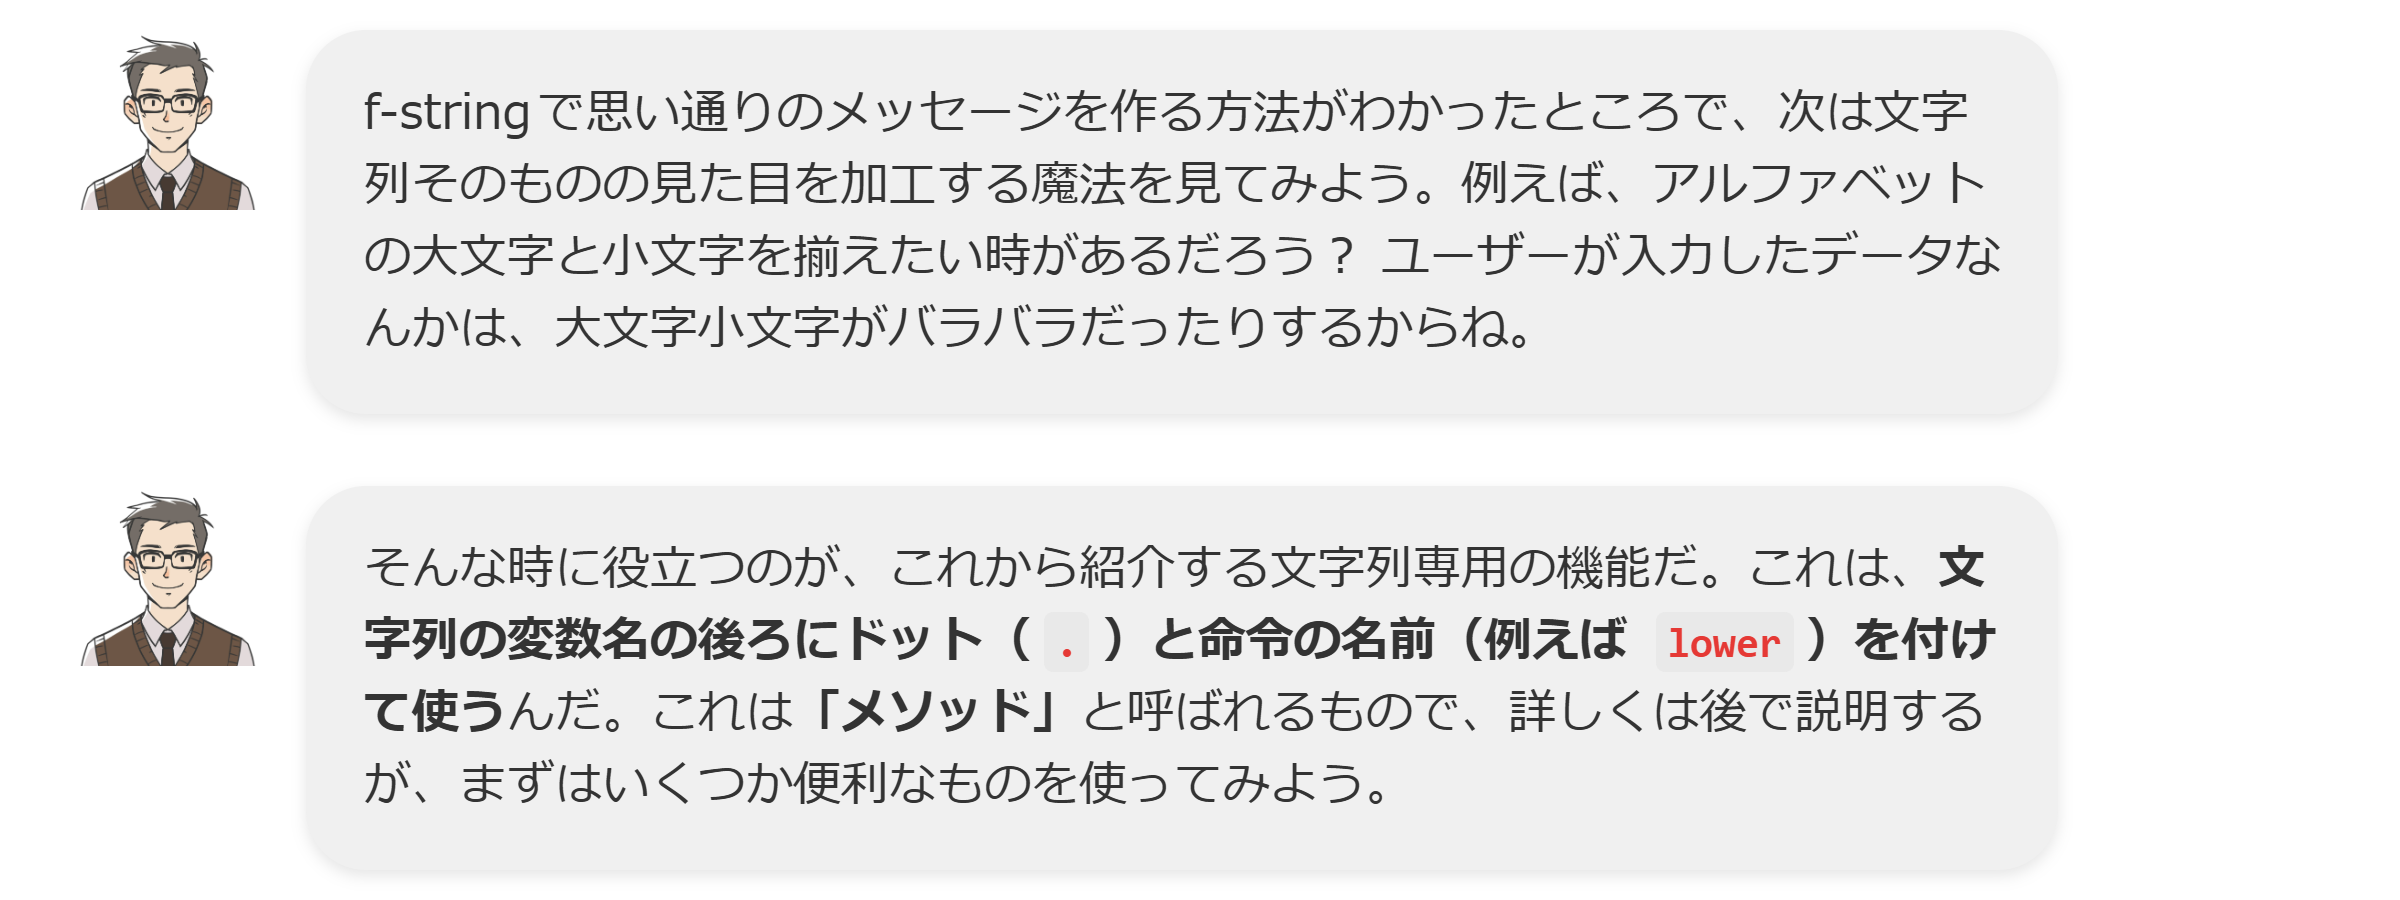 f-stringで思い通りのメッセージを作る方法がわかったところで、次は文字
列そのものの見た目を加工する魔法を見てみよう。例えば、アルファベット
の大文字と小文字を揃えたい時があるだろう？ ユーザーが入力したデータな
んかは、大文字小文字がバラバラだったりするからね。
そんな時に役立つのが、これから紹介する文字列専用の機能だ。これは、文
字列の変数名の後ろにドット（ . ）と命令の名前（例えば lower ）を付け
て使うんだ。これは「メソッド」と呼ばれるもので、詳しくは後で説明する
が、まずはいくつか便利なものを使ってみよう。